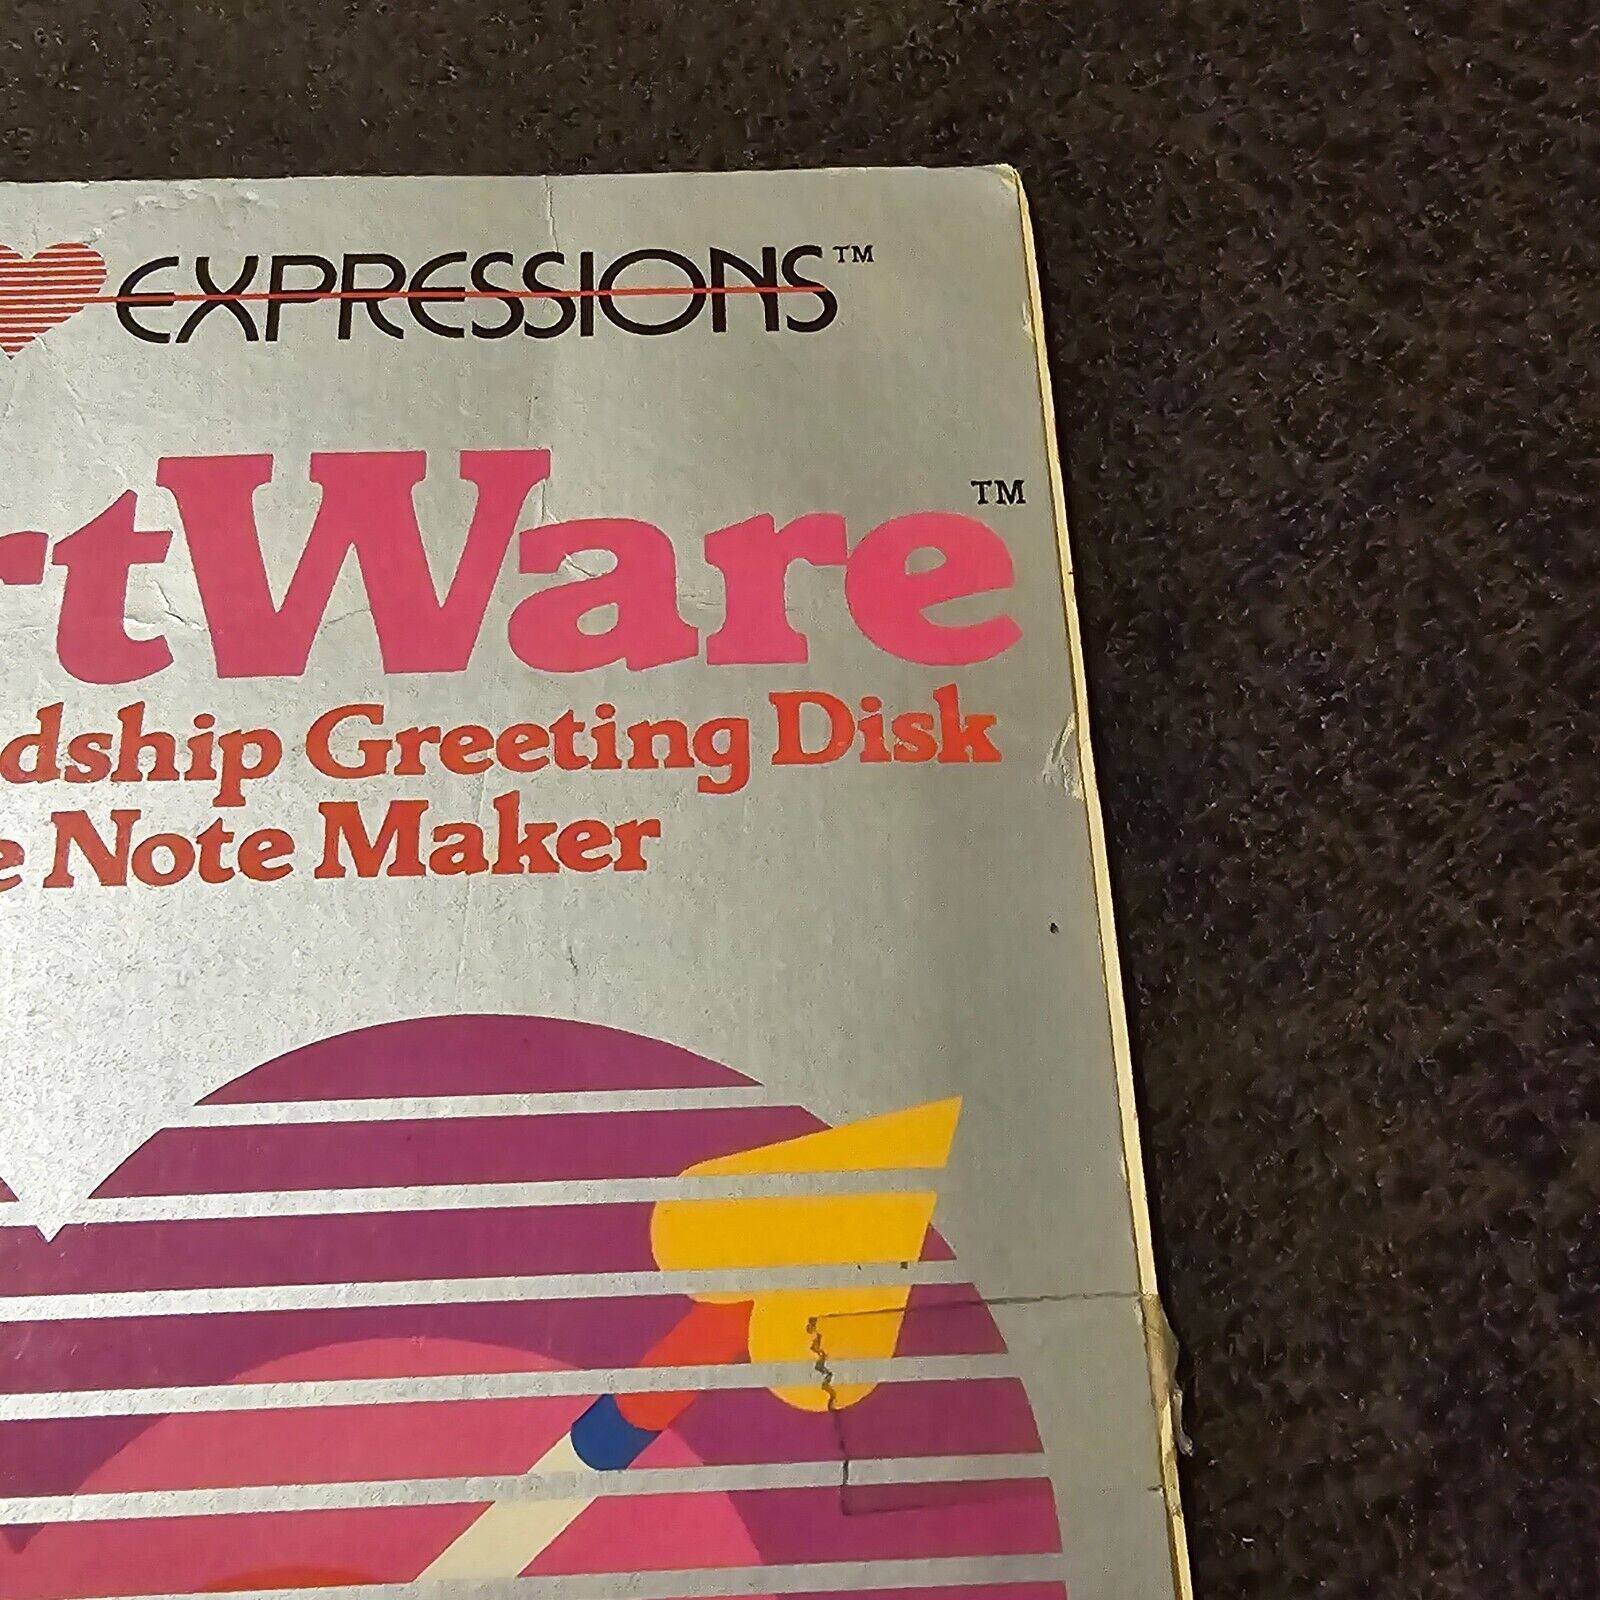 EXPRESSIONS™
rtWare™
dship Greeting Disk
e Note Maker